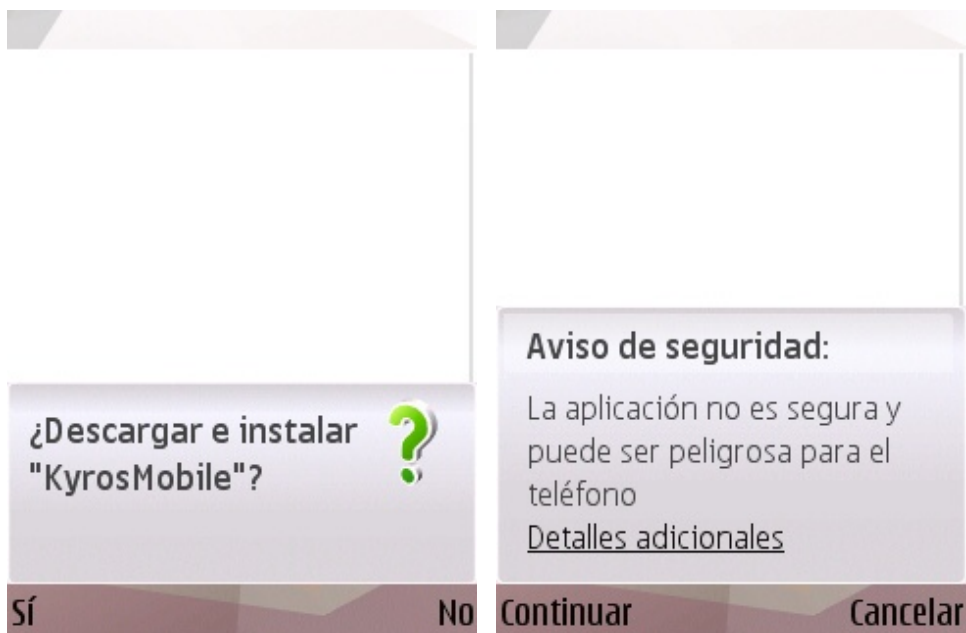 ¿Descargar e instalar
"KyrosMobile"?
Sí No
Aviso de seguridad:
La aplicación no es segura y
puede ser peligrosa para el
teléfono
Detalles adicionales
Continuar Cancelar